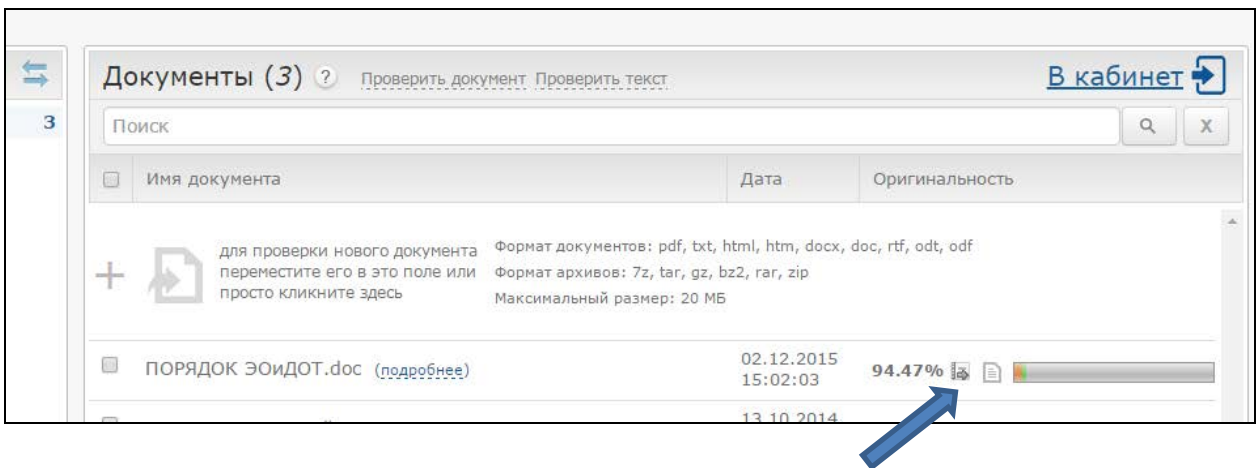 Документы (3) ? Проверить документ Проверить текст В кабинет
3
Поиск
X
Имя документа Дата Оригинальность
для проверки нового документа
переместите его в это поле или
просто кликните здесь
Формат документов: pdf, txt, html, htm, docx, doc, rtf, odt, odf
Формат архивов: 7z, tar, gz, bz2, rar, zip
Максимальный размер: 20 МБ
ПОРЯДОК ЭОиДОТ.doc (подробнее)
02.12.2015
15:02:03
94.47%
13.10.2014